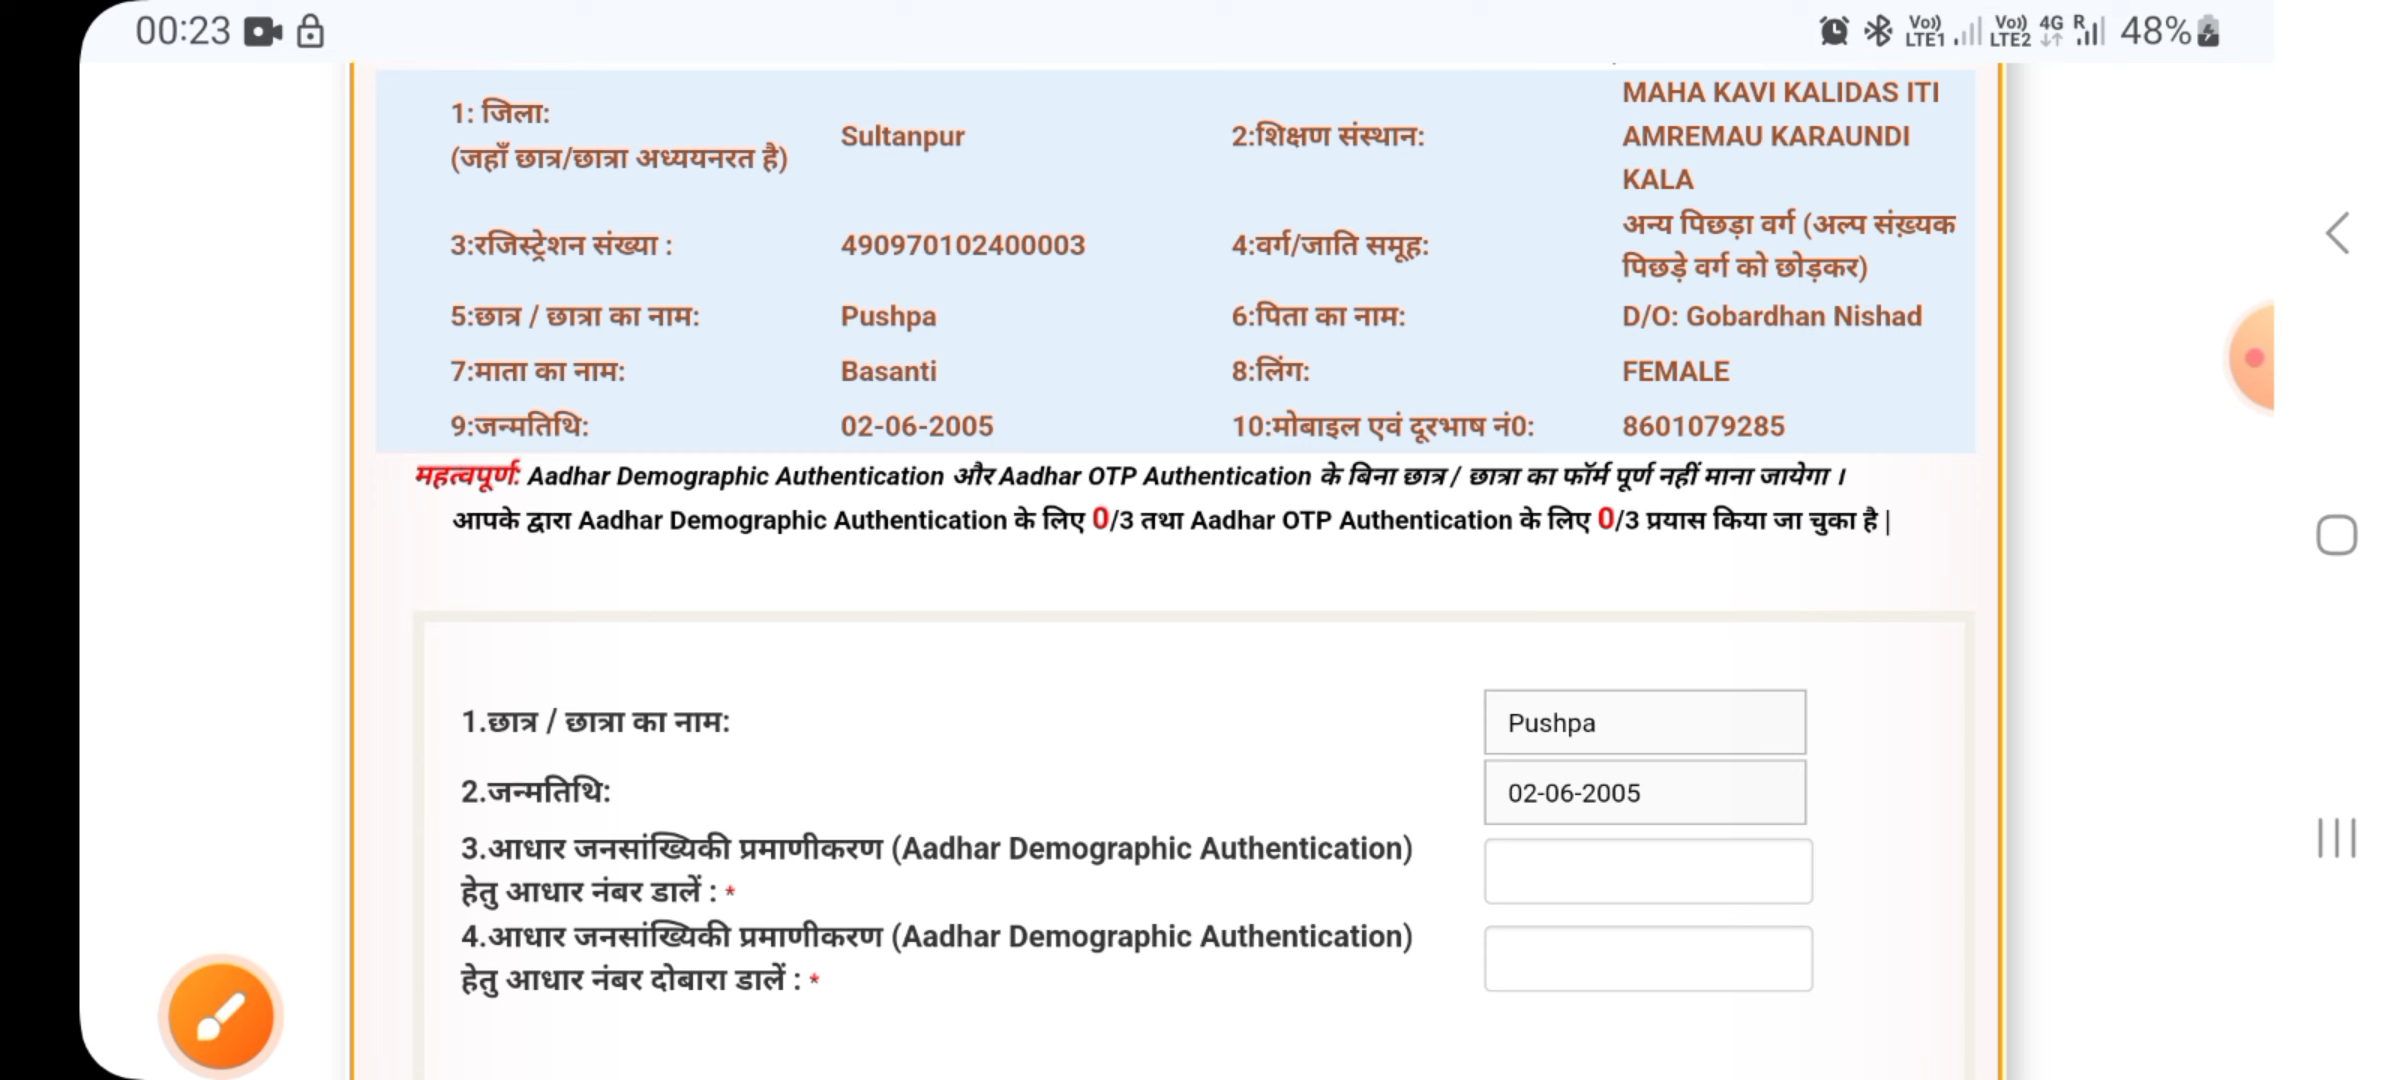 00:23 Vo)) LTE1 Vo)) LTE2 4G R 48%
MAHA KAVI KALIDAS ITI
1: जिला: Sultanpur 2:शिक्षण संस्थान: AMREMAU KARAUNDI
(जहाँ छात्र/छात्रा अध्ययनरत है)
KALA
3:रजिस्ट्रेशन संख्या : 490970102400003 4:वर्ग/जाति समूह: अन्य पिछड़ा वर्ग (अल्प संख़्यक
पिछड़े वर्ग को छोड़कर)
5:छात्र / छात्रा का नाम: Pushpa 6:पिता का नाम: D/O: Gobardhan Nishad
7:माता का नाम: Basanti 8:लिंग: FEMALE
9:जन्मतिथि: 02-06-2005 10:मोबाइल एवं दूरभाष नं0: 8601079285
महत्वपूर्ण: Aadhar Demographic Authentication और Aadhar OTP Authentication के बिना छात्र / छात्रा का फॉर्म पूर्ण नहीं माना जायेगा ।
आपके द्वारा Aadhar Demographic Authentication के लिए 0/3 तथा Aadhar OTP Authentication के लिए 0/3 प्रयास किया जा चुका है |
1.छात्र / छात्रा का नाम: Pushpa
2.जन्मतिथि: 02-06-2005
3.आधार जनसांख्यिकी प्रमाणीकरण (Aadhar Demographic Authentication)
हेतु आधार नंबर डालें : *
4.आधार जनसांख्यिकी प्रमाणीकरण (Aadhar Demographic Authentication)
हेतु आधार नंबर दोबारा डालें : *